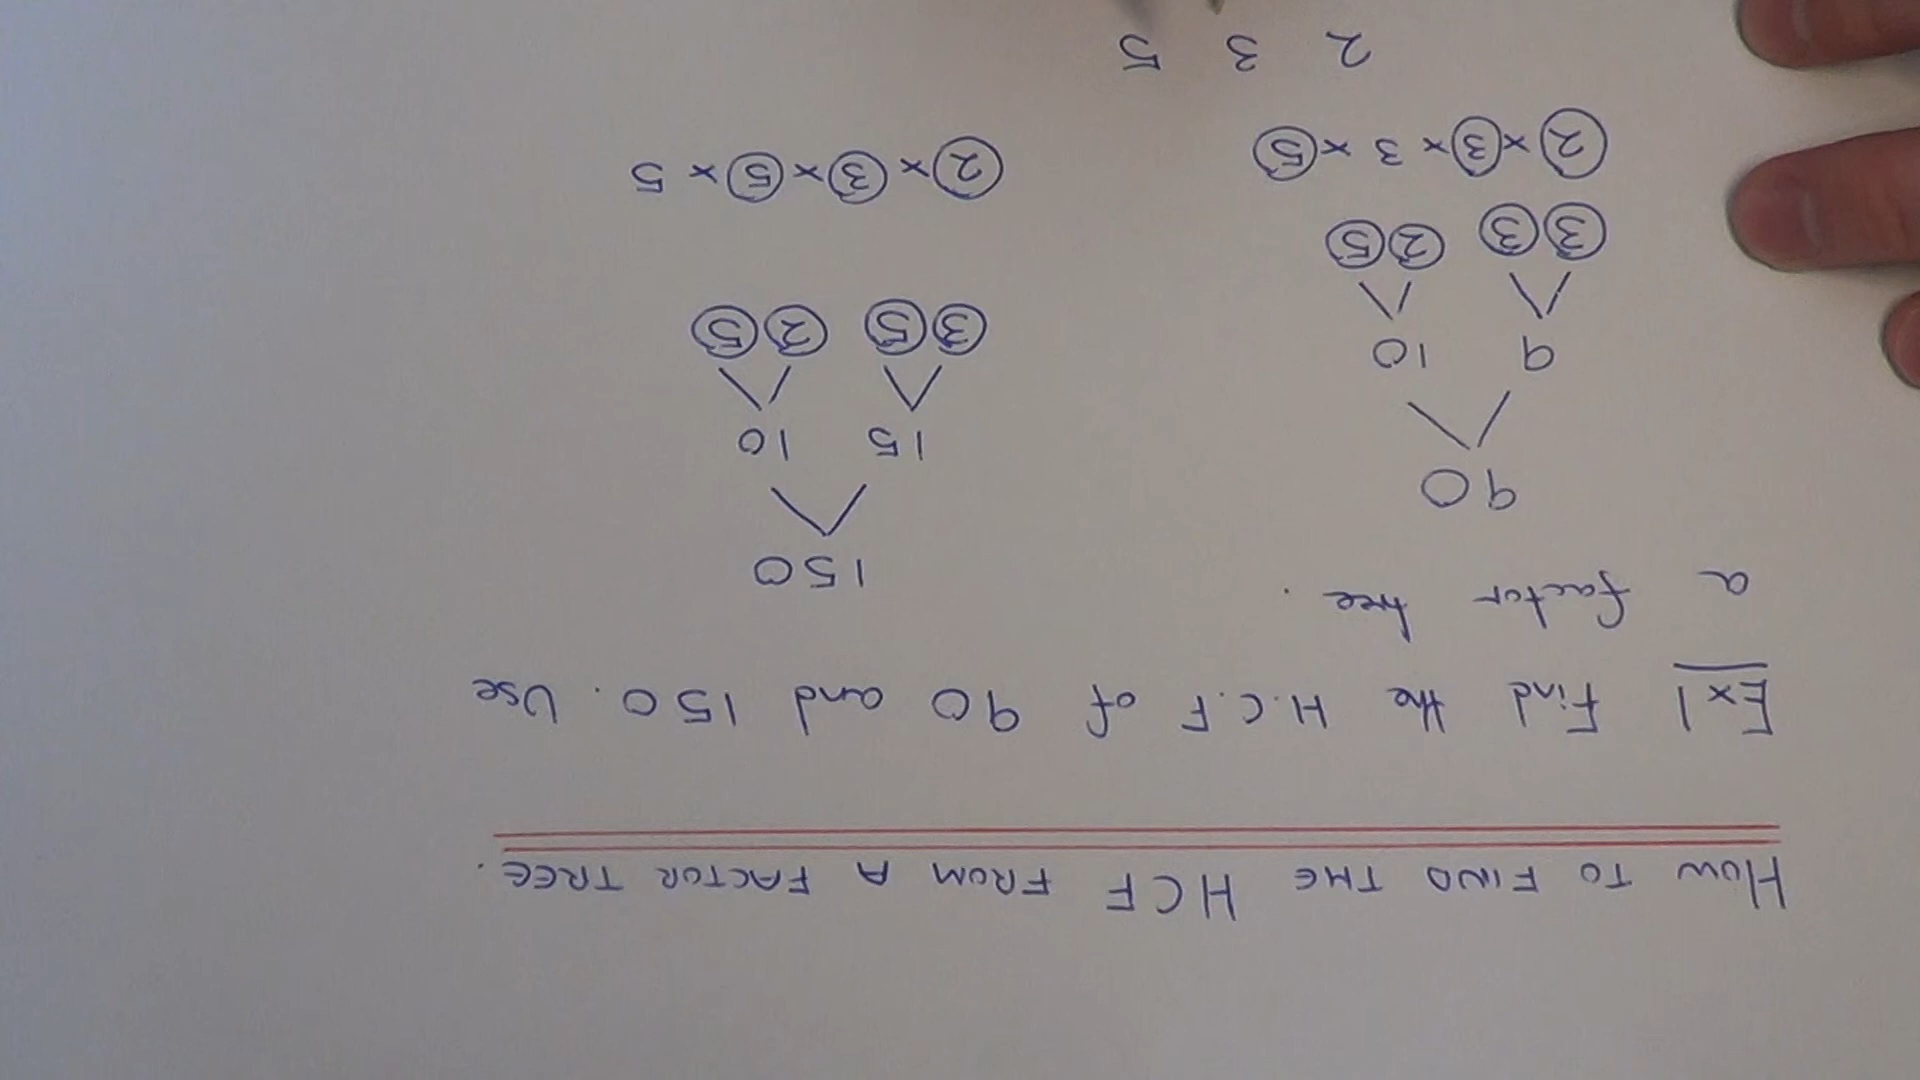 HOW TO FIND THE HCF FROM A FACTOR TREE.
Ex1 Find the H.C.F of 90 and 150. Use
a factor tree.
90 150
9 10 15 10
3 3 2 5 3 5 2 5
2 × 3 × 3 × 5 2 × 3 × 5 × 5
2 3 5